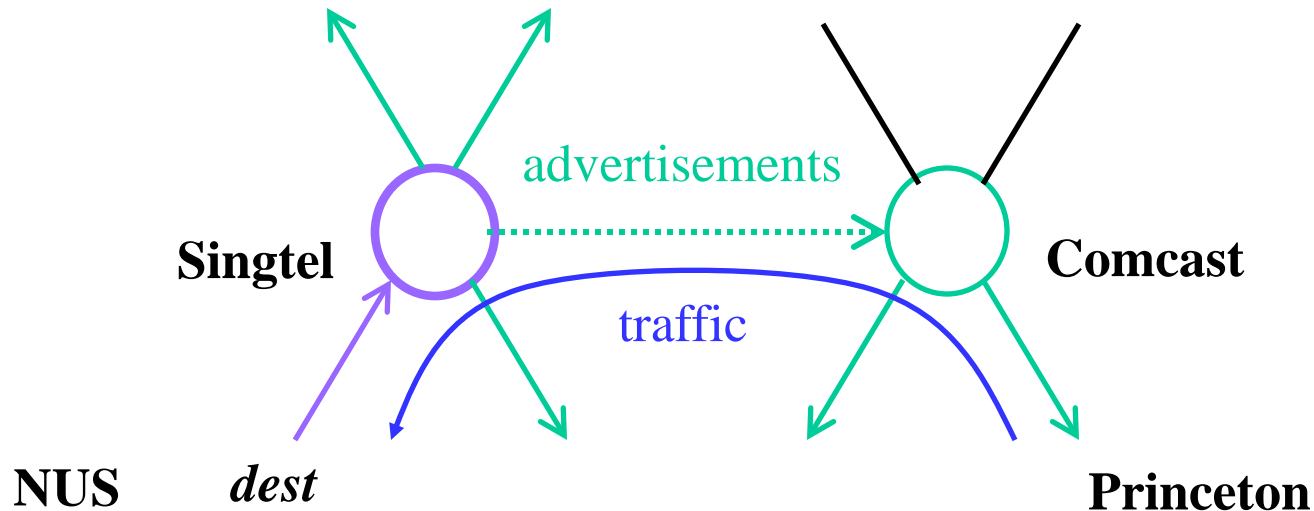 advertisements
Singtel
Comcast
traffic
NUS
dest
Princeton